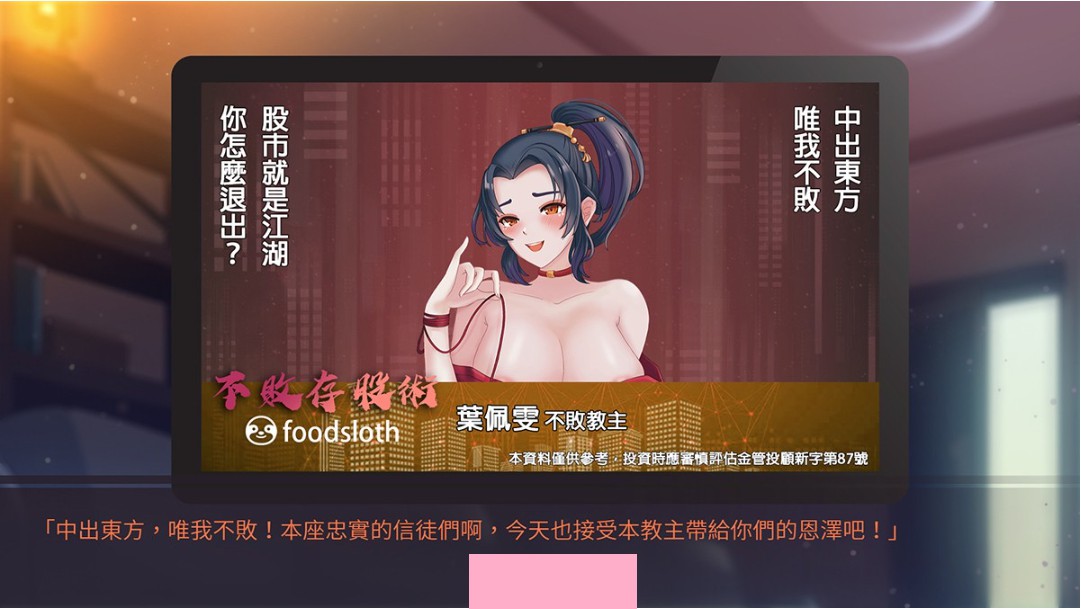 中出東方
唯我不敗
股市就是江湖
你怎麼退出？
不敗存股術
foodsloth
葉佩雯 不敗教主
本資料僅供參考，投資時應審慎評估金管投顧新字第87號
「中出東方，唯我不敗！本座忠實的信徒們啊，今天也接受本教主帶給你們的恩澤吧！」